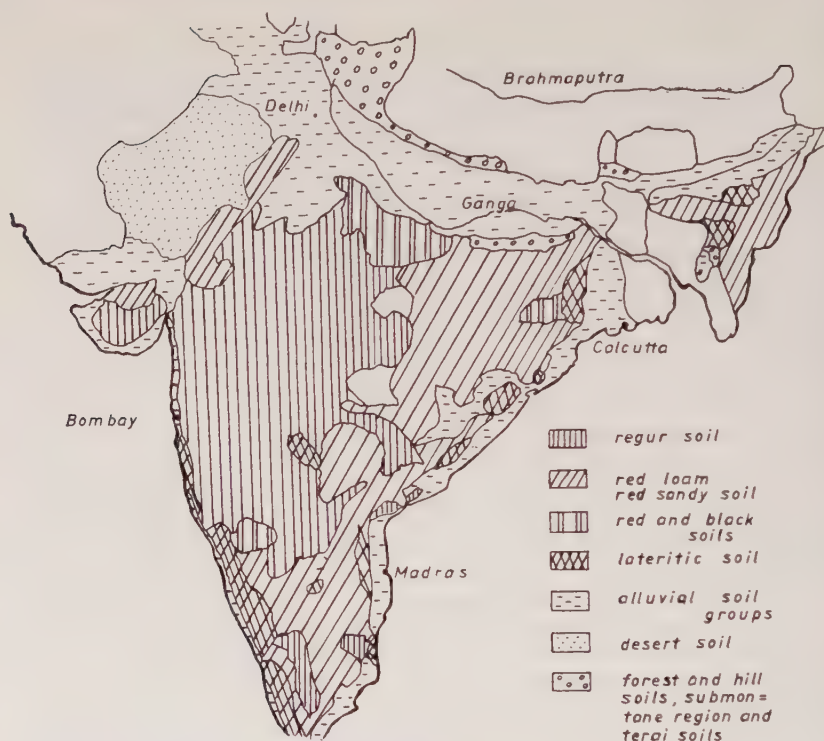 Brahmaputra
Delhi
Ganga
Calcutta
Bombay
Madras
regur soil
red loam
red sandy soil
red and black
soils
lateritic soil
alluvial soil
groups
desert soil
forest and hill
soils, submon=
tane region and
terai soils